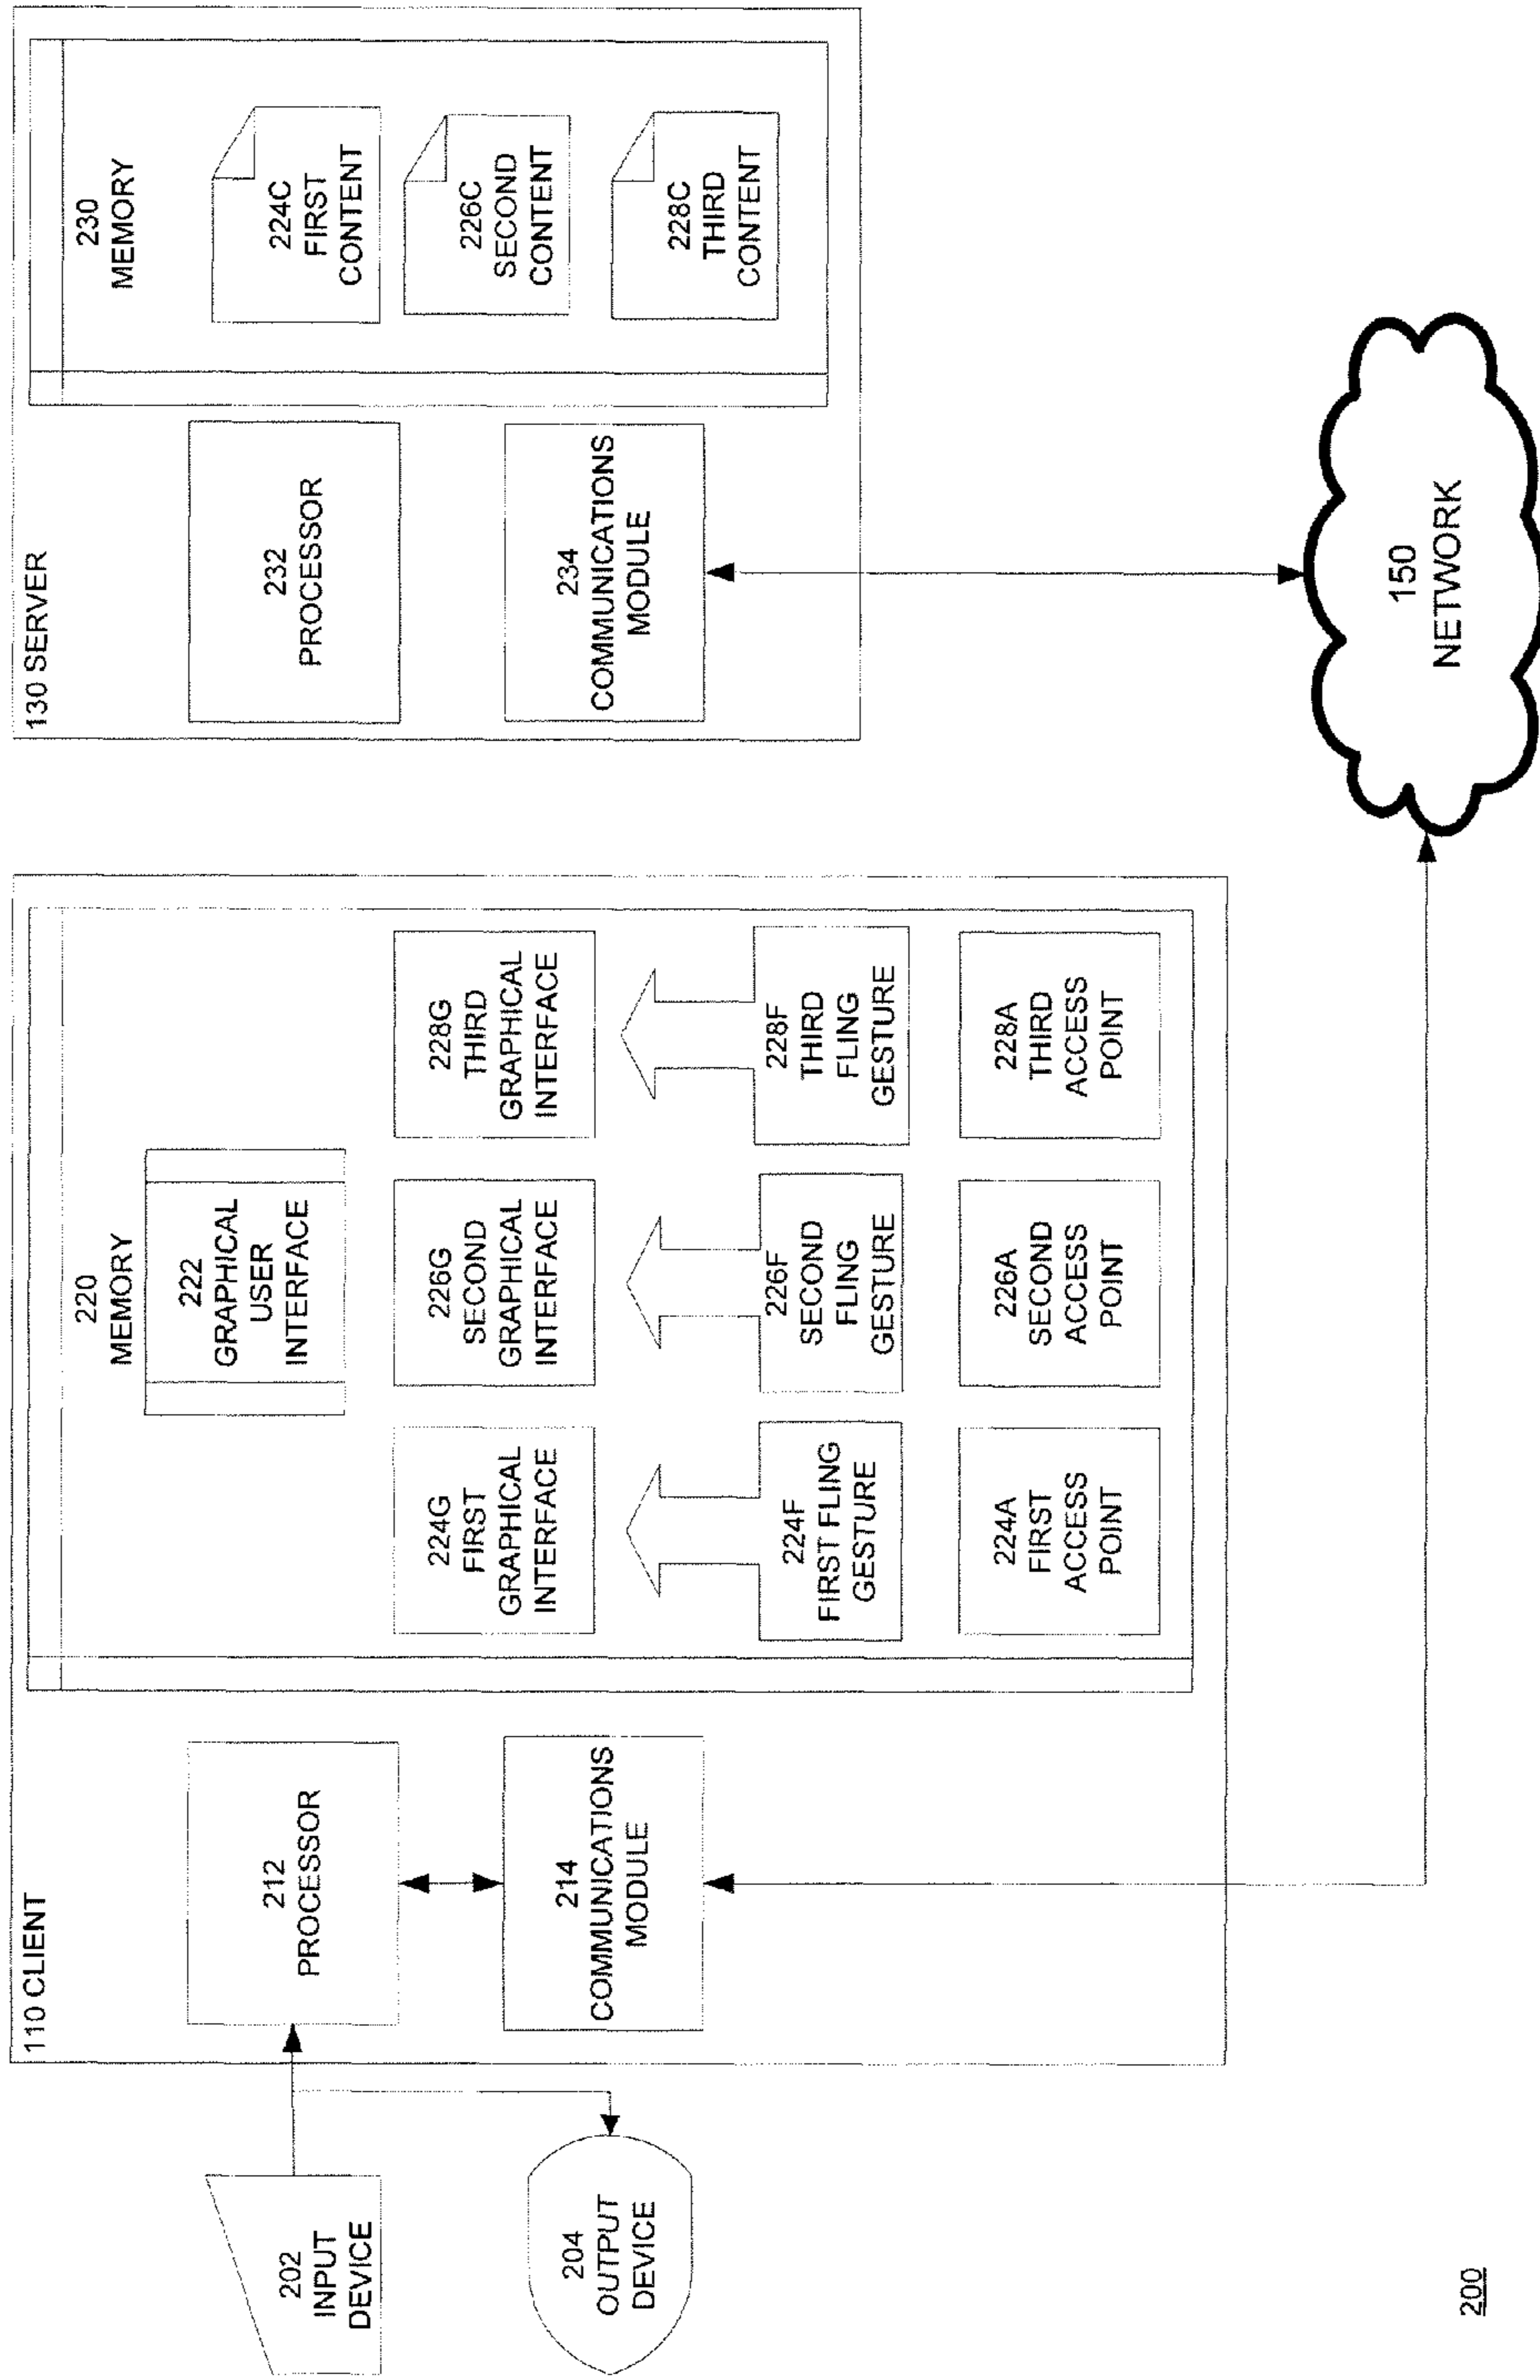 110 CLIENT
202
INPUT
DEVICE
204
OUTPUT
DEVICE
212
PROCESSOR
214
COMMUNICATIONS
MODULE
220
MEMORY
222
GRAPHICAL
USER
INTERFACE
224G
FIRST
GRAPHICAL
INTERFACE
226G
SECOND
GRAPHICAL
INTERFACE
228G
THIRD
GRAPHICAL
INTERFACE
224F
FIRST FLING
GESTURE
226F
SECOND
FLING
GESTURE
228F
THIRD
FLING
GESTURE
224A
FIRST
ACCESS
POINT
226A
SECOND
ACCESS
POINT
228A
THIRD
ACCESS
POINT
130 SERVER
232
PROCESSOR
234
COMMUNICATIONS
MODULE
230
MEMORY
224C
FIRST
CONTENT
226C
SECOND
CONTENT
228C
THIRD
CONTENT
150
NETWORK
200